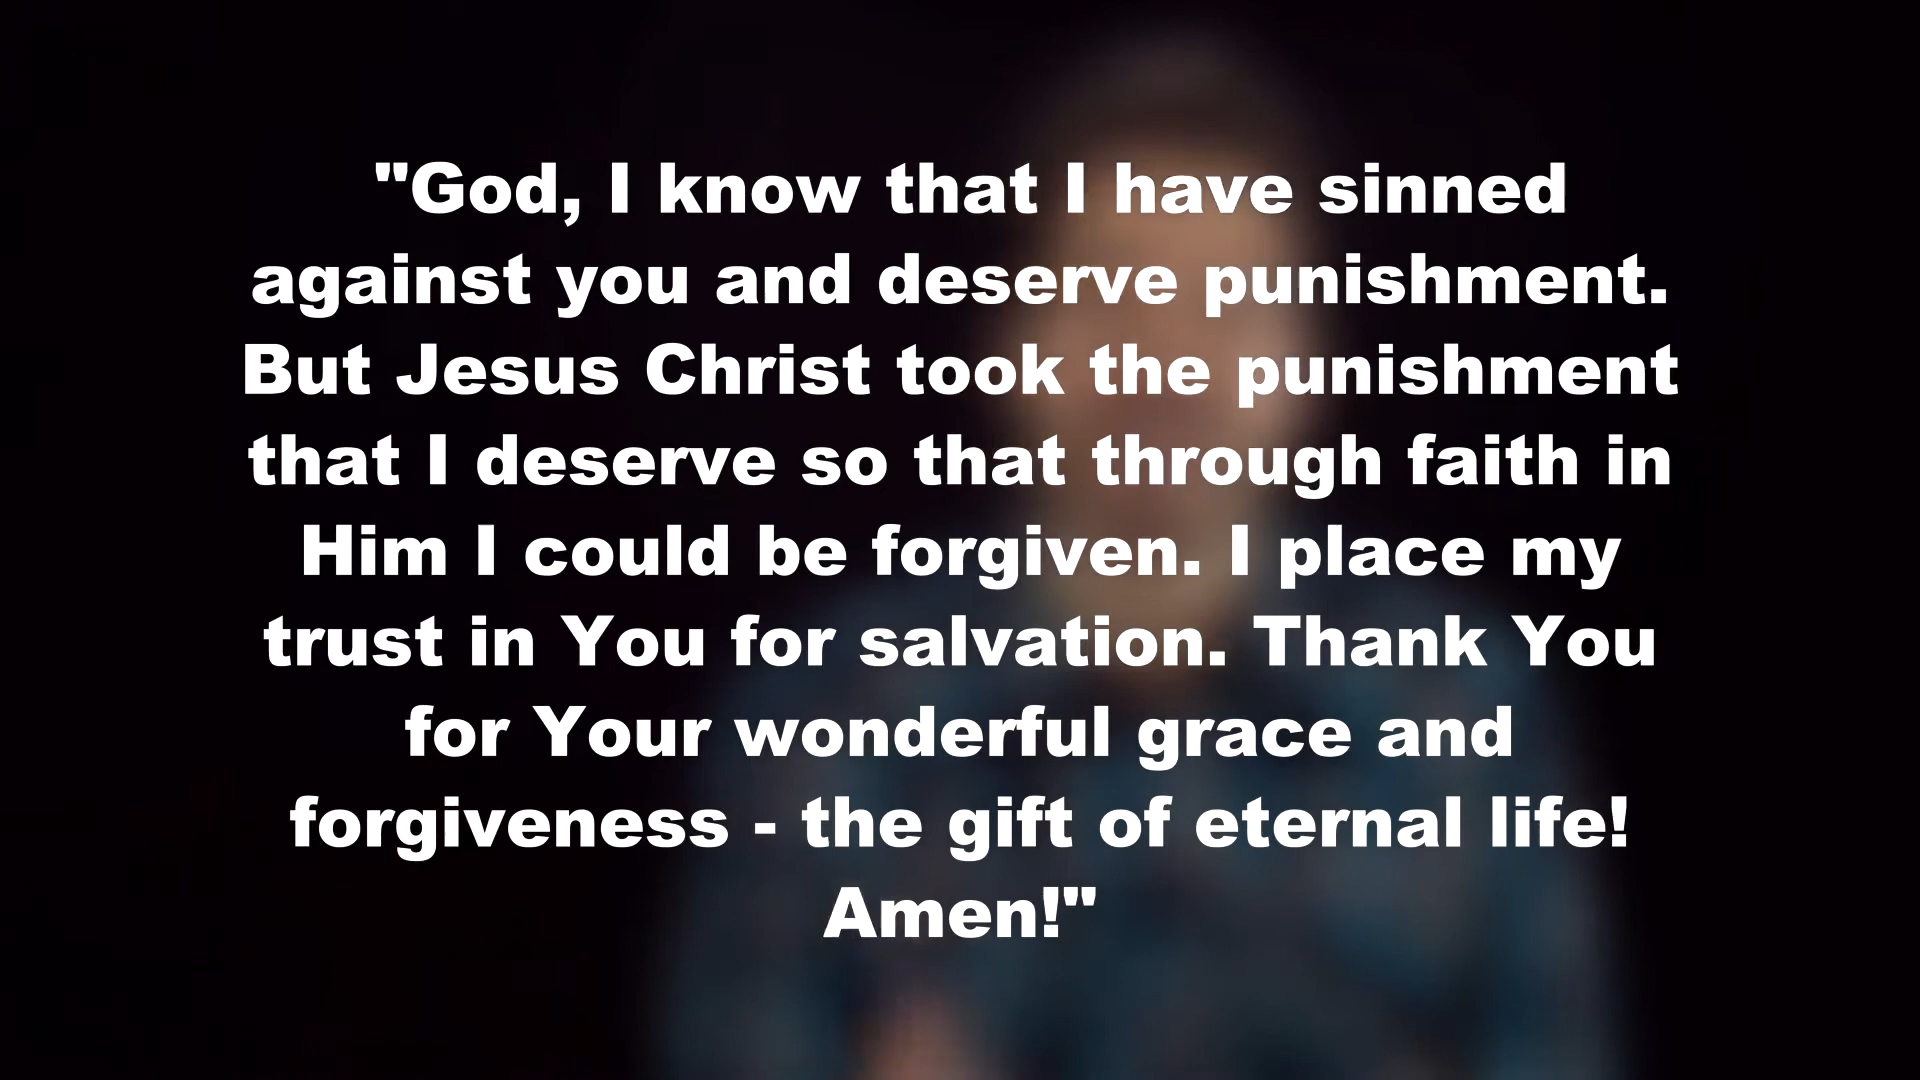 "God, I know that I have sinned
against you and deserve punishment.
But Jesus Christ took the punishment
that I deserve so that through faith in
Him I could be forgiven. I place my
trust in You for salvation. Thank You
for Your wonderful grace and
forgiveness - the gift of eternal life!
Amen!"